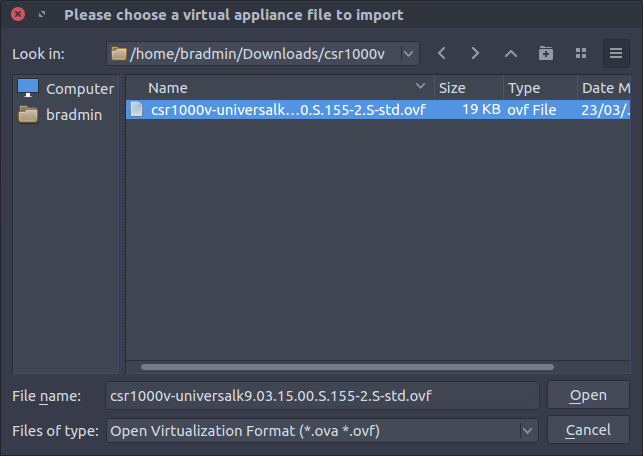 Please choose a virtual appliance file to import
Look in: /home/bradmin/Downloads/csr1000v
Computer
bradmin
Name Size Type Date M
csr1000v-universalk...0.S.155-2.S-std.ovf 19 KB ovf File 23/03/..
File name: csr1000v-universalk9.03.15.00.S.155-2.S-std.ovf Open
Files of type: Open Virtualization Format (*.ova *.ovf) Cancel